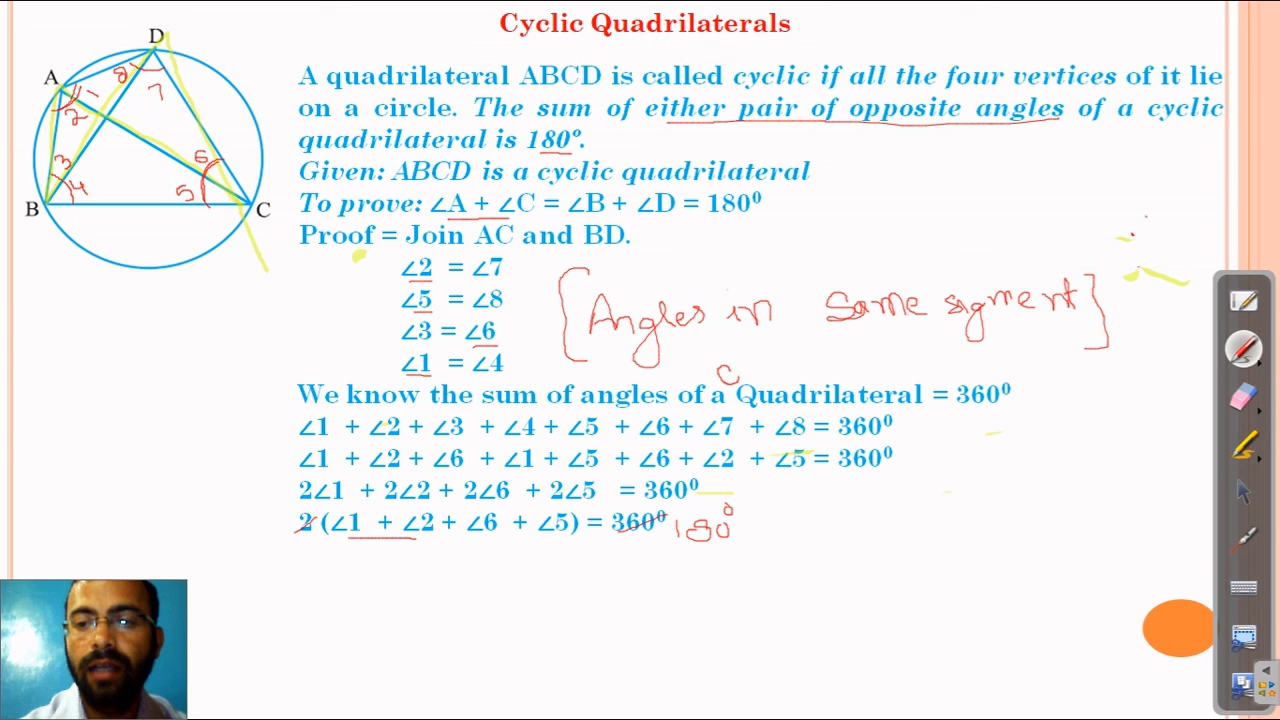 Cyclic Quadrilaterals
D
A
8
1
7
2
3
6
4
5
B
C
A quadrilateral ABCD is called cyclic if all the four vertices of it lie
on a circle. The sum of either pair of opposite angles of a cyclic
quadrilateral is 180º.
Given: ABCD is a cyclic quadrilateral
To prove: ∠A + ∠C = ∠B + ∠D = 180⁰
Proof = Join AC and BD.
∠2 = ∠7
∠5 = ∠8
∠3 = ∠6
∠1 = ∠4
[Angles in Same sigment]
C
We know the sum of angles of a Quadrilateral = 360⁰
∠1 + ∠2 + ∠3 + ∠4 + ∠5 + ∠6 + ∠7 + ∠8 = 360⁰
∠1 + ∠2 + ∠6 + ∠1 + ∠5 + ∠6 + ∠2 + ∠5 = 360⁰
2∠1 + 2∠2 + 2∠6 + 2∠5 = 360⁰
2 (∠1 + ∠2 + ∠6 + ∠5) = 360⁰ 180⁰